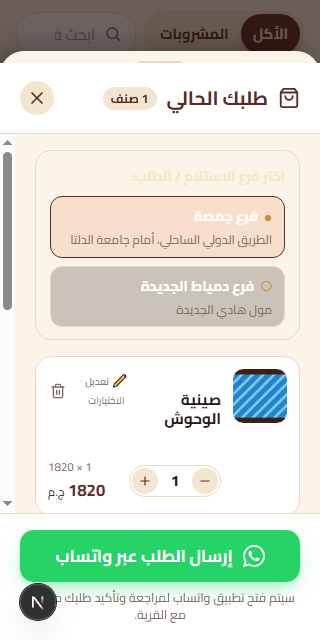 الأكل
المشروبات
ابحث
طلبك الحالي
1 صنف
اختر فرع الاستلام / الطلب:
فرع جمصة
الطريق الدولي الساحلي، أمام جامعة الدلتا
فرع دمياط الجديدة
مول هادي الجديدة
صينية
الوحوش
تعديل
الاختيارات
1
1820 × 1
1820 ج.م
إرسال الطلب عبر واتساب
سيتم فتح تطبيق واتساب لمراجعة وتأكيد طلبك
مع القرية.
N